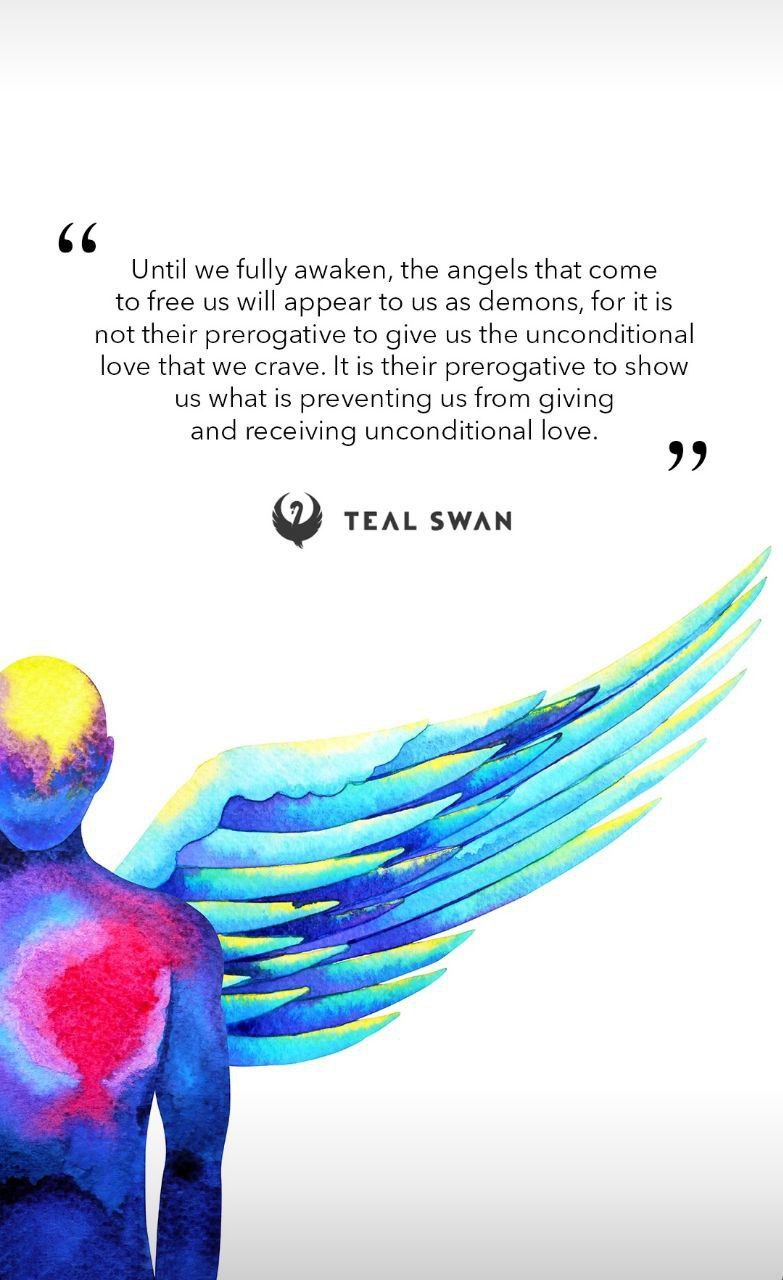 “
Until we fully awaken, the angels that come
to free us will appear to us as demons, for it is
not their prerogative to give us the unconditional
love that we crave. It is their prerogative to show
us what is preventing us from giving
and receiving unconditional love.
”
TEAL SWAN